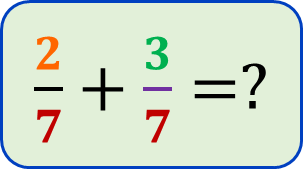 2/7 + 3/7 =?